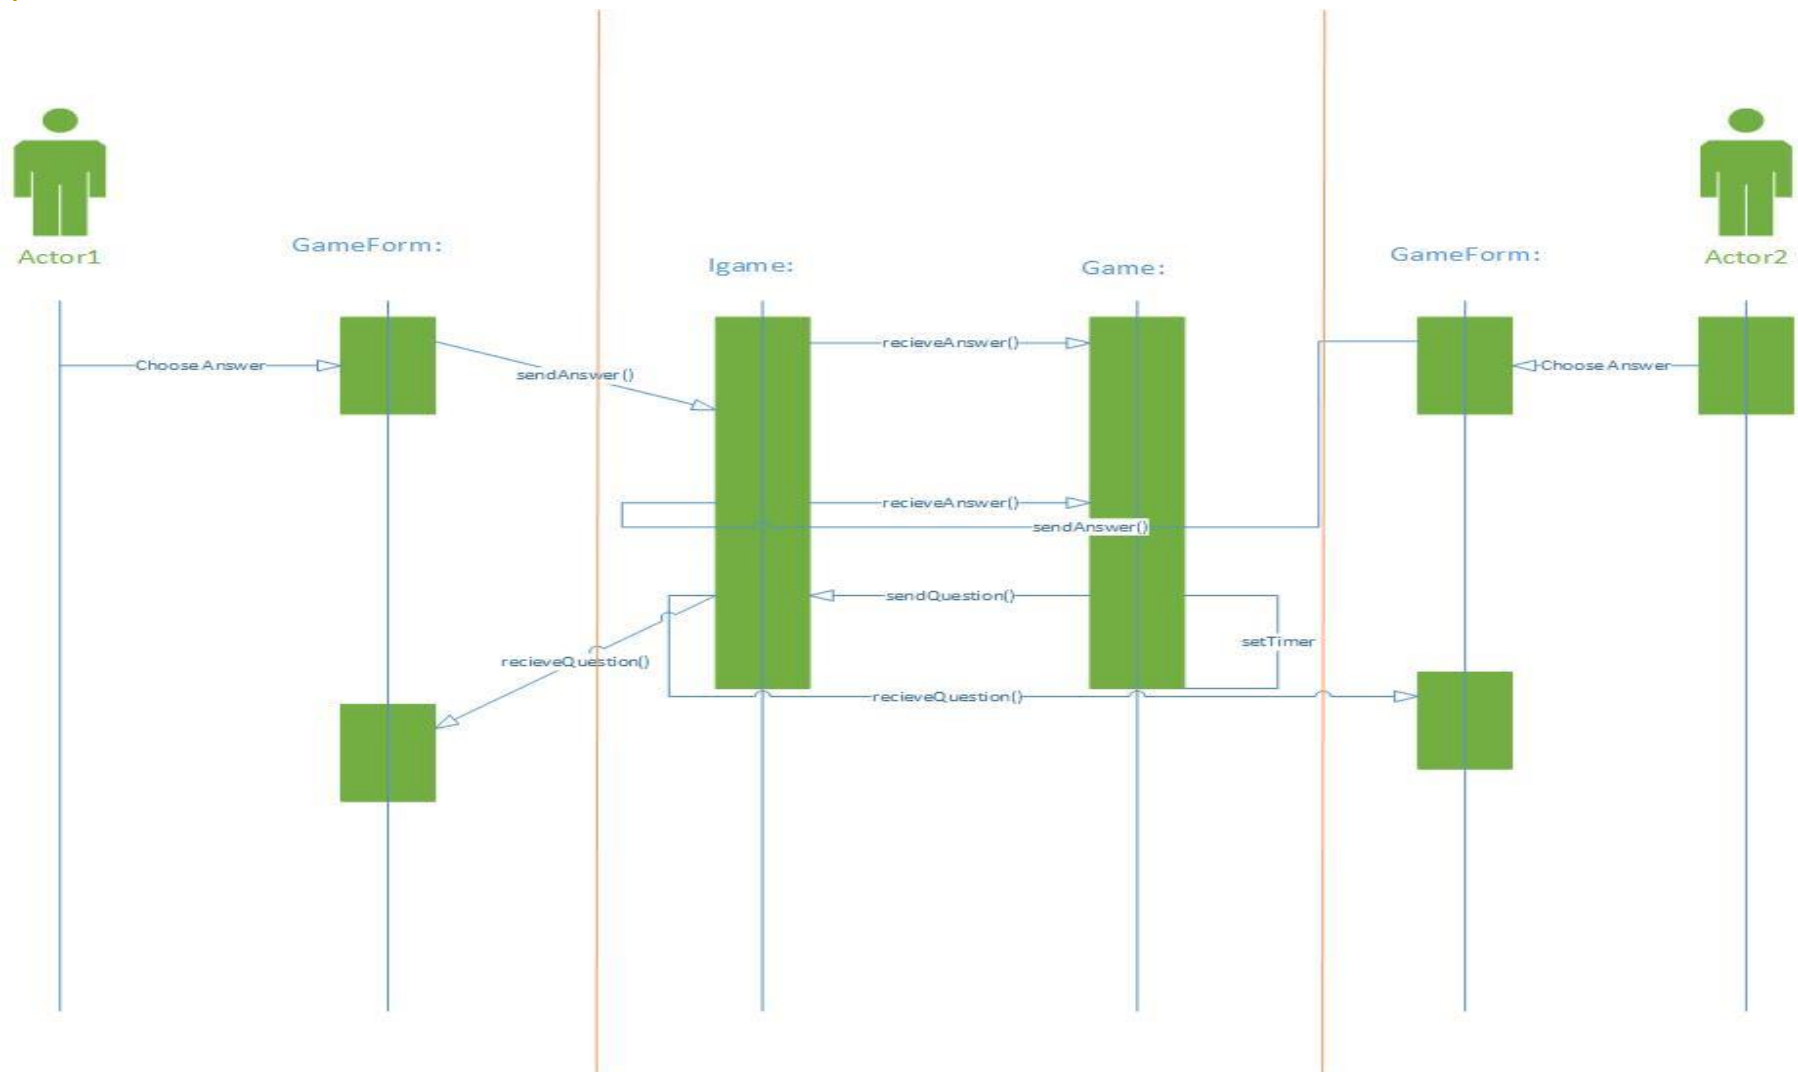 Actor1
GameForm:
Igame:
Game:
GameForm:
Actor2
Choose Answer
sendAnswer()
recieveAnswer()
Choose Answer
recieveAnswer()
sendAnswer()
sendQuestion()
setTimer
recieveQuestion()
recieveQuestion()